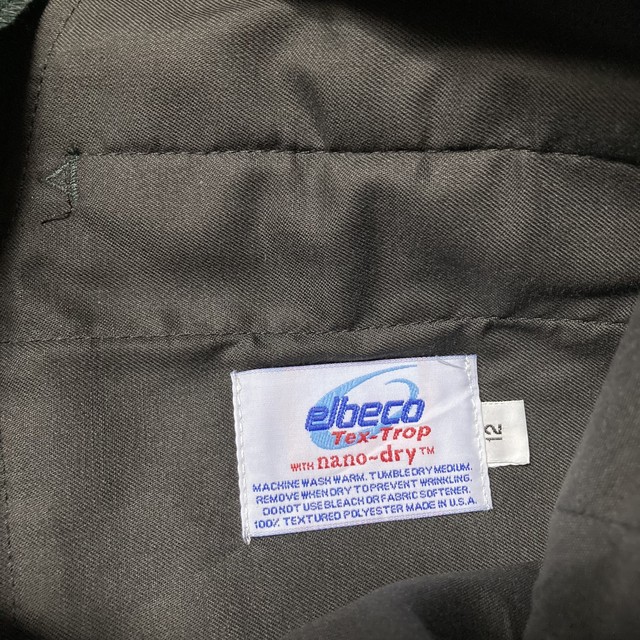 elbeco
Tex-Trop
WITH nano~dry™
MACHINE WASH WARM. TUMBLE DRY MEDIUM.
REMOVE WHEN DRY TO PREVENT WRINKLING.
DO NOT USE BLEACH OR FABRIC SOFTENER.
100% TEXTURED POLYESTER MADE IN U.S.A.
12